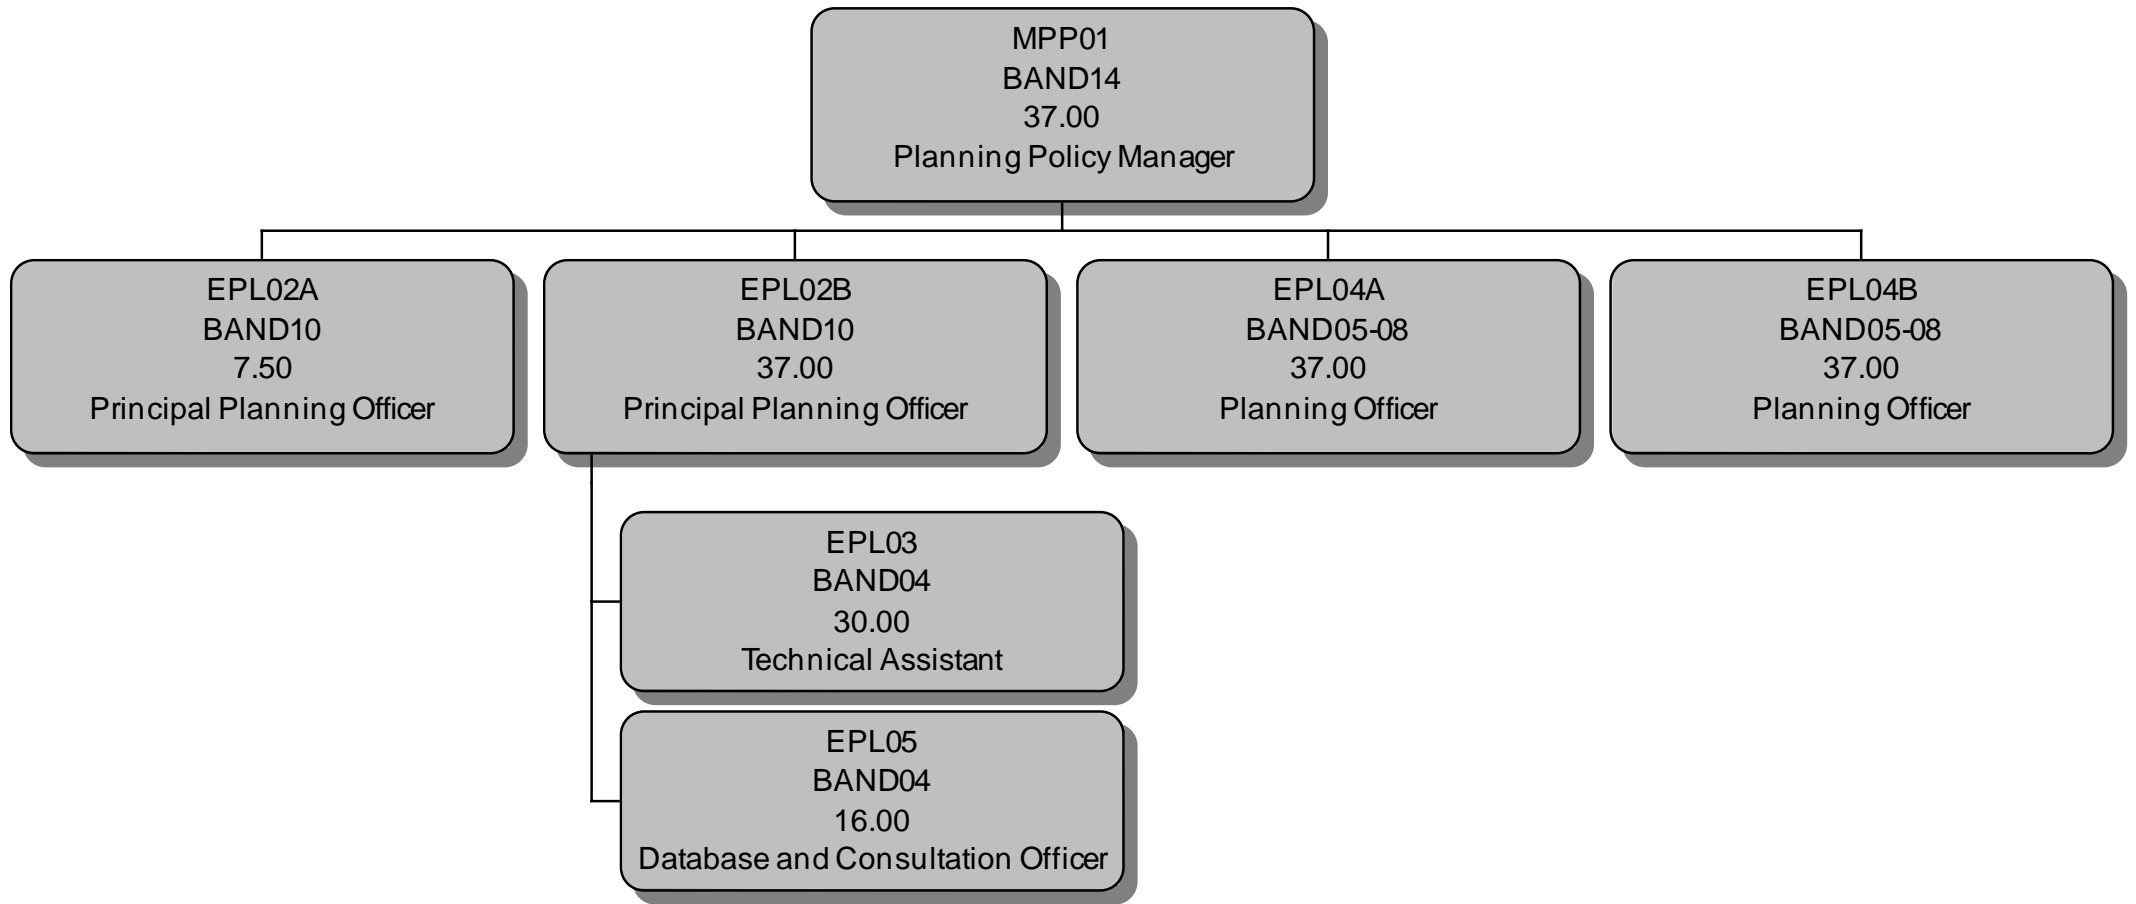 MPP01
BAND14
37.00
Planning Policy Manager
EPL02A
BAND10
7.50
Principal Planning Officer
EPL02B
BAND10
37.00
Principal Planning Officer
EPL04A
BAND05-08
37.00
Planning Officer
EPL04B
BAND05-08
37.00
Planning Officer
EPL03
BAND04
30.00
Technical Assistant
EPL05
BAND04
16.00
Database and Consultation Officer